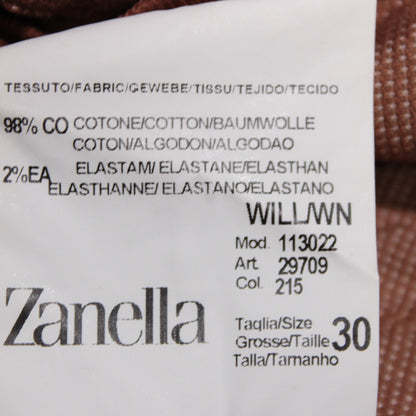 TESSUTO/FABRIC/GEWEBE/TISSU/TEJIDO/TECIDO
98% CO COTONE/COTTON/BAUMWOLLE
COTON/ALGODON/ALGODAO
2%EA ELASTAM/ELASTANE/ELASTHAN
ELASTHANNE/ELASTANO/ELASTANO
WILL/WN
Mod. 113022
Art. 29709
Col. 215
Zanella
Taglia/Size
Grosse/Taille 30
Talla/Tamanho